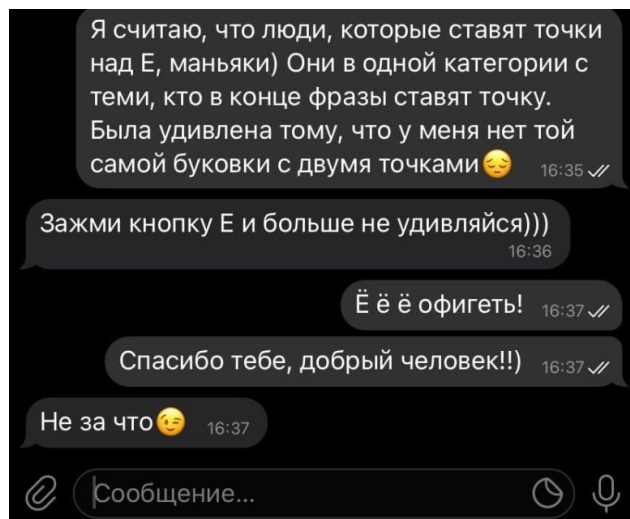 Я считаю, что люди, которые ставят точки
над Е, маньяки) Они в одной категории с
теми, кто в конце фразы ставят точку.
Была удивлена тому, что у меня нет той
самой буковки с двумя точками😔 16:35
Зажми кнопку Е и больше не удивляйся)))
16:36
Ё ё ё офигеть! 16:37
Спасибо тебе, добрый человек!!) 16:37
Не за что😉 16:37
Сообщение...